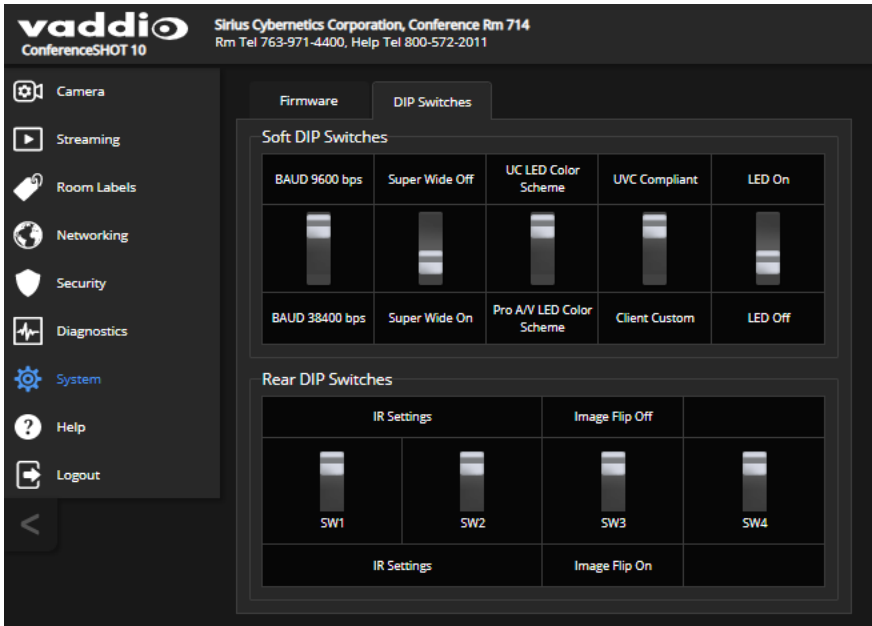 vaddio
ConferenceSHOT 10
Sirius Cybernetics Corporation, Conference Rm 714
Rm Tel 763-971-4400, Help Tel 800-572-2011
Camera
Streaming
Room Labels
Networking
Security
Diagnostics
System
Help
Logout
Firmware
DIP Switches
Soft DIP Switches
BAUD 9600 bps
Super Wide Off
UC LED Color
Scheme
UVC Compliant
LED On
BAUD 38400 bps
Super Wide On
Pro A/V LED Color
Scheme
Client Custom
LED Off
Rear DIP Switches
IR Settings
Image Flip Off
SW1
SW2
SW3
SW4
IR Settings
Image Flip On